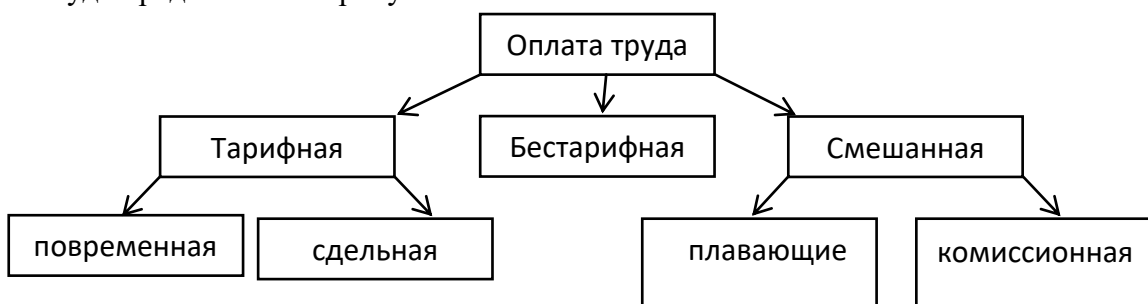 Оплата труда
Тарифная
Бестарифная
Смешанная
повременная
сдельная
плавающие
комиссионная